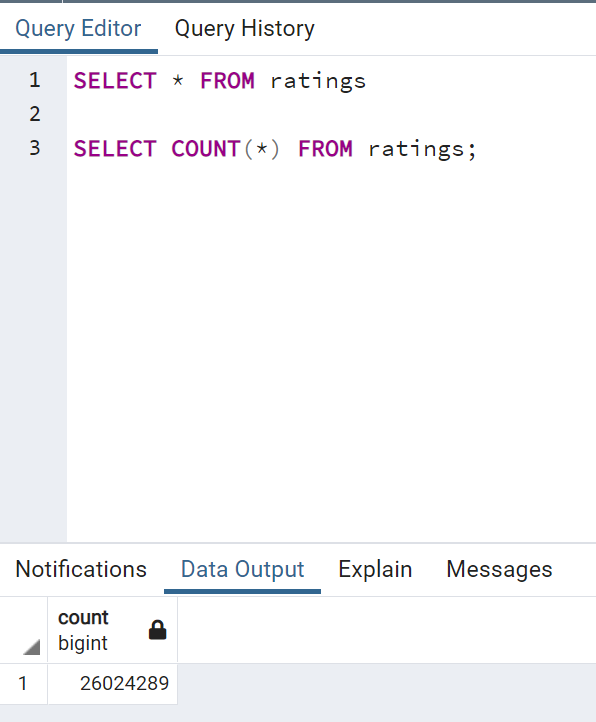 Query Editor Query History
1 SELECT * FROM ratings
2
3 SELECT COUNT(*) FROM ratings;
Notifications Data Output Explain Messages
count
bigint
1 26024289